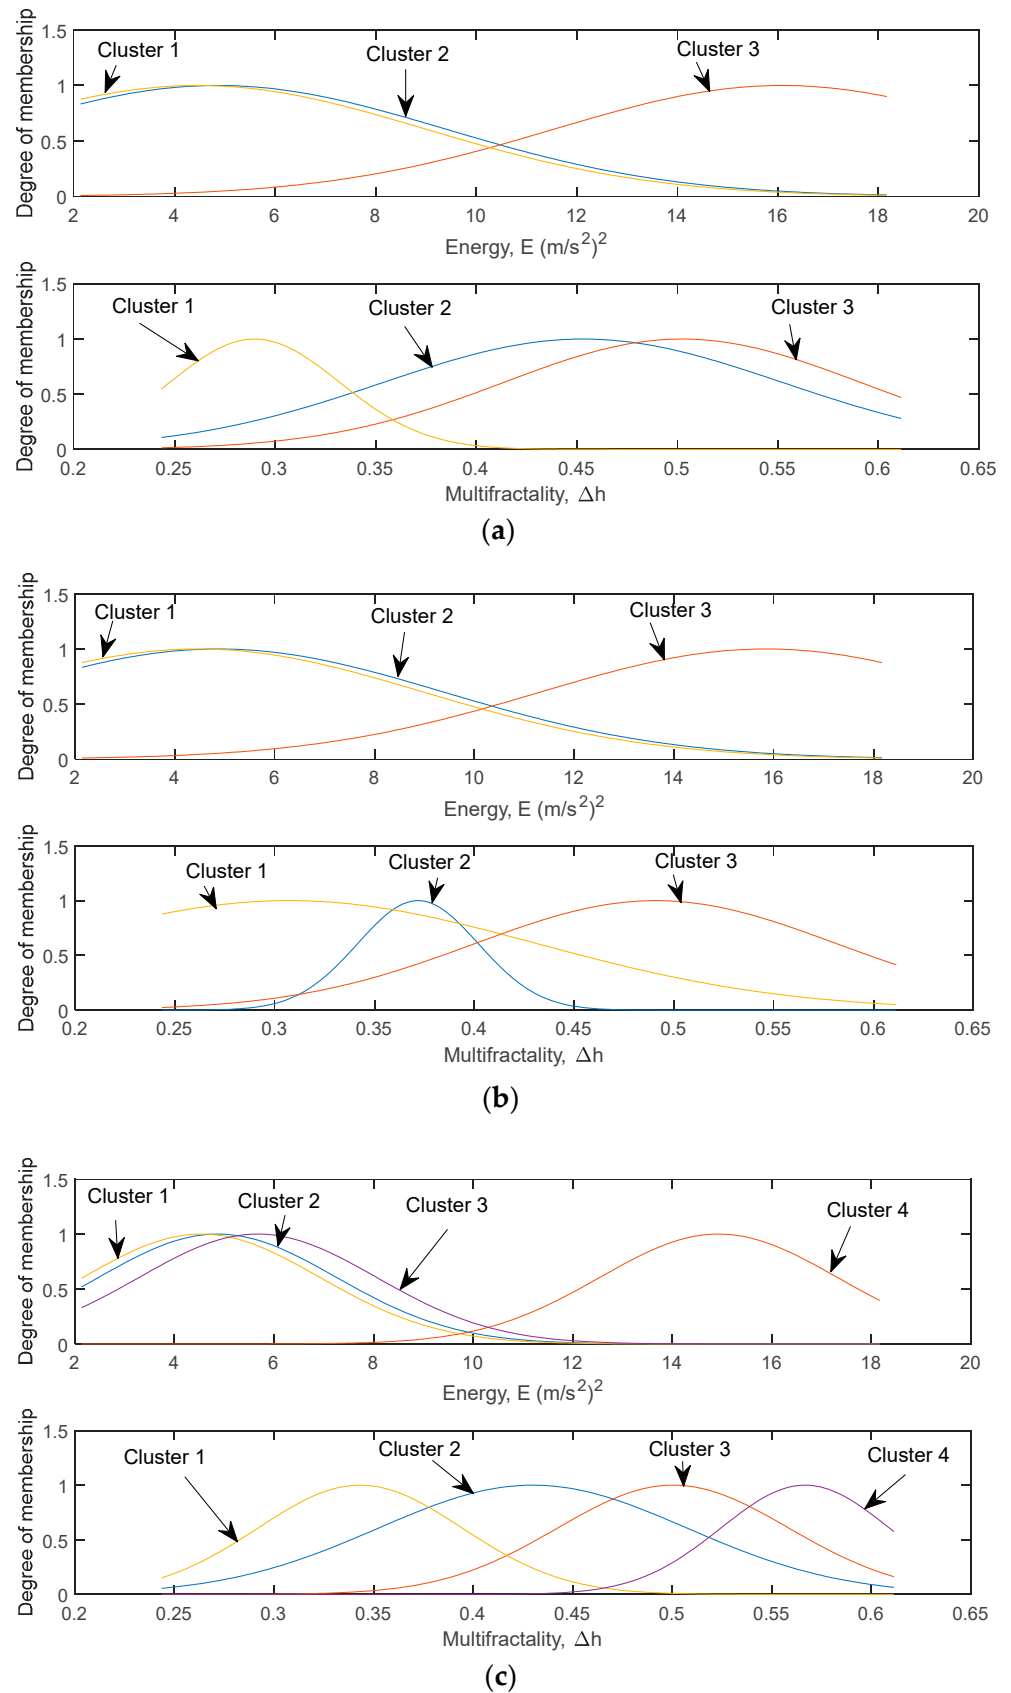 1.5
Cluster 1
Cluster 2
Cluster 3
1
0.5
0
Degree of membership
2 4 6 8 10 12 14 16 18 20
Energy, E (m/s²)²
1.5
Cluster 1
Cluster 2
Cluster 3
1
0.5
0
Degree of membership
0.2 0.25 0.3 0.35 0.4 0.45 0.5 0.55 0.6 0.65
Multifractality, Δh
(a)
1.5
Cluster 1
Cluster 2
Cluster 3
1
0.5
0
Degree of membership
2 4 6 8 10 12 14 16 18 20
Energy, E (m/s²)²
1.5
Cluster 1
Cluster 2
Cluster 3
1
0.5
0
Degree of membership
0.2 0.25 0.3 0.35 0.4 0.45 0.5 0.55 0.6 0.65
Multifractality, Δh
(b)
1.5
Cluster 1
Cluster 2
Cluster 3
Cluster 4
1
0.5
0
Degree of membership
2 4 6 8 10 12 14 16 18 20
Energy, E (m/s²)²
1.5
Cluster 1
Cluster 2
Cluster 3
Cluster 4
1
0.5
0
Degree of membership
0.2 0.25 0.3 0.35 0.4 0.45 0.5 0.55 0.6 0.65
Multifractality, Δh
(c)